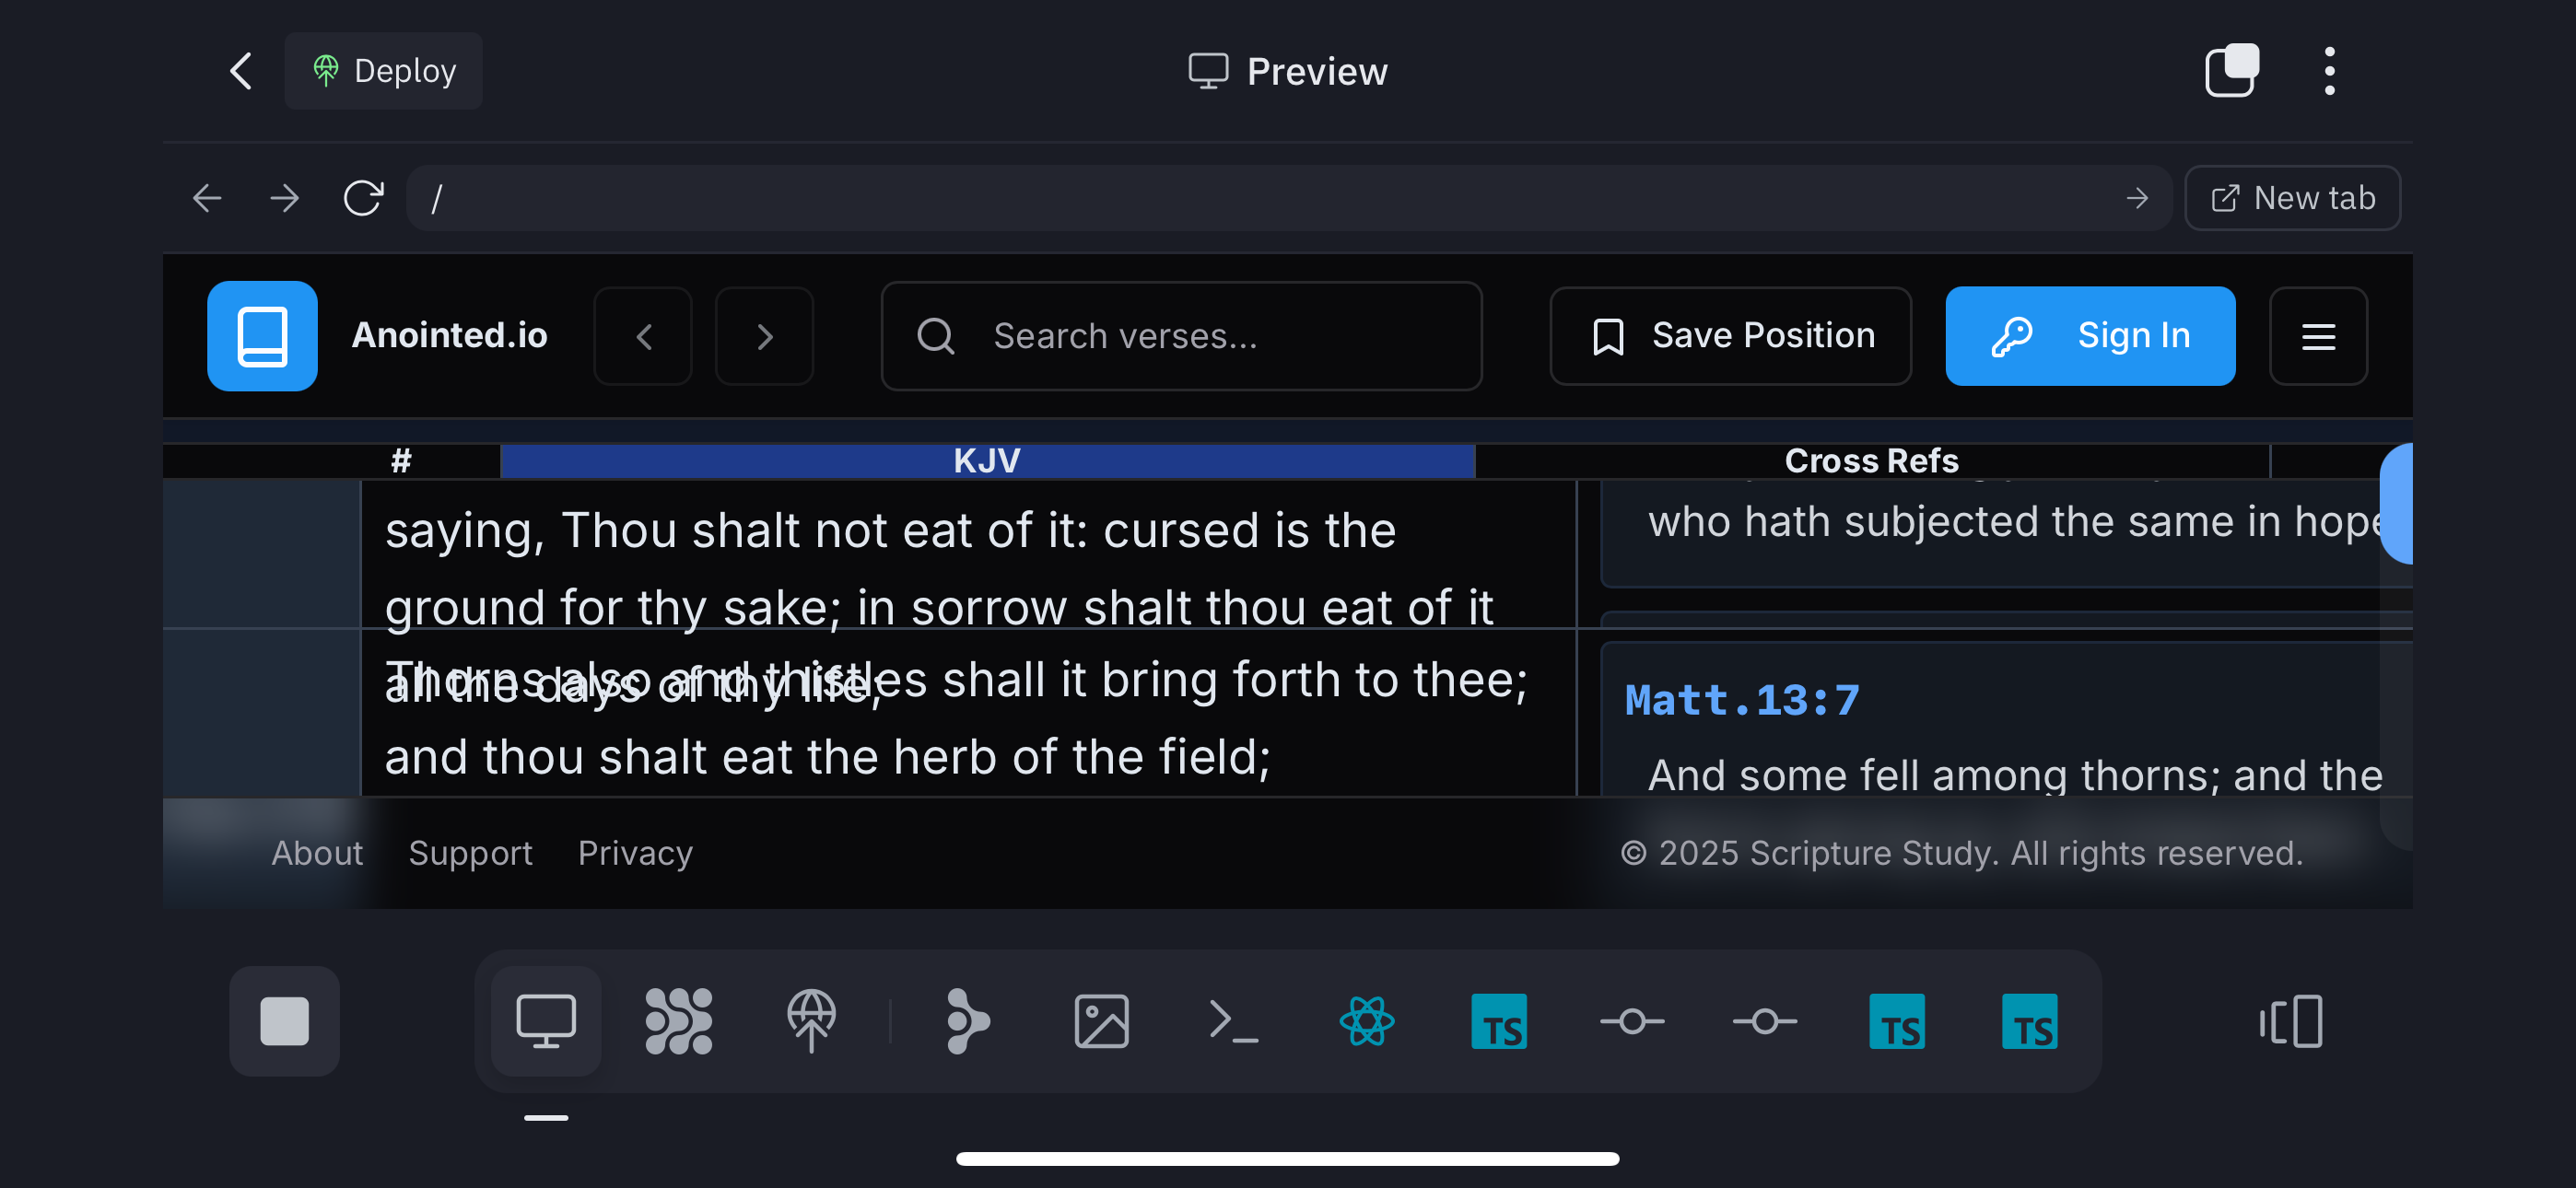 Deploy
Preview
/
New tab
Anointed.io
Search verses...
Save Position
Sign In
#
KJV
Cross Refs
saying, Thou shalt not eat of it: cursed is the
ground for thy sake; in sorrow shalt thou eat of it
all the days of thy life;
Thorns also and thistles shall it bring forth to thee;
and thou shalt eat the herb of the field;
who hath subjected the same in hope
Matt.13:7
And some fell among thorns; and the
About
Support
Privacy
© 2025 Scripture Study. All rights reserved.
TS
TS
TS